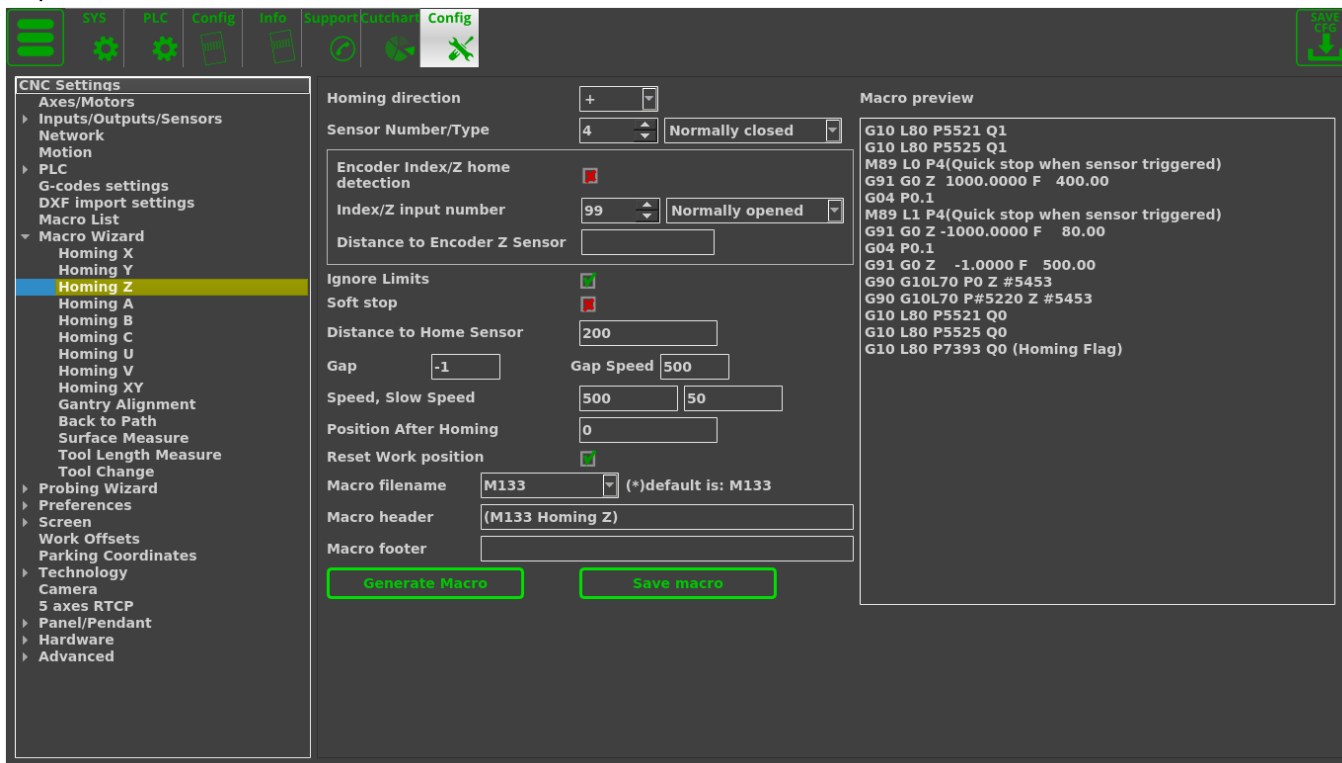 SYS PLC Config Info Support Cutchart Config SAVE CFG
CNC Settings
Axes/Motors
Inputs/Outputs/Sensors
Network
Motion
PLC
G-codes settings
DXF import settings
Macro List
Macro Wizard
Homing X
Homing Y
Homing Z
Homing A
Homing B
Homing C
Homing U
Homing V
Homing XY
Gantry Alignment
Back to Path
Surface Measure
Tool Length Measure
Tool Change
Probing Wizard
Preferences
Screen
Work Offsets
Parking Coordinates
Technology
Camera
5 axes RTCP
Panel/Pendant
Hardware
Advanced
Homing direction +
Sensor Number/Type 4 Normally closed
Encoder Index/Z home
detection
Index/Z input number 99 Normally opened
Distance to Encoder Z Sensor
Ignore Limits
Soft stop
Distance to Home Sensor 200
Gap -1 Gap Speed 500
Speed, Slow Speed 500 50
Position After Homing 0
Reset Work position
Macro filename M133 (*)default is: M133
Macro header (M133 Homing Z)
Macro footer
Generate Macro Save macro
Macro preview
G10 L80 P5521 Q1
G10 L80 P5525 Q1
M89 L0 P4(Quick stop when sensor triggered)
G91 G0 Z 1000.0000 F 400.00
G04 P0.1
M89 L1 P4(Quick stop when sensor triggered)
G91 G0 Z -1000.0000 F 80.00
G04 P0.1
G91 G0 Z -1.0000 F 500.00
G90 G10L70 P0 Z #5453
G90 G10L70 P#5220 Z #5453
G10 L80 P5521 Q0
G10 L80 P5525 Q0
G10 L80 P7393 Q0 (Homing Flag)